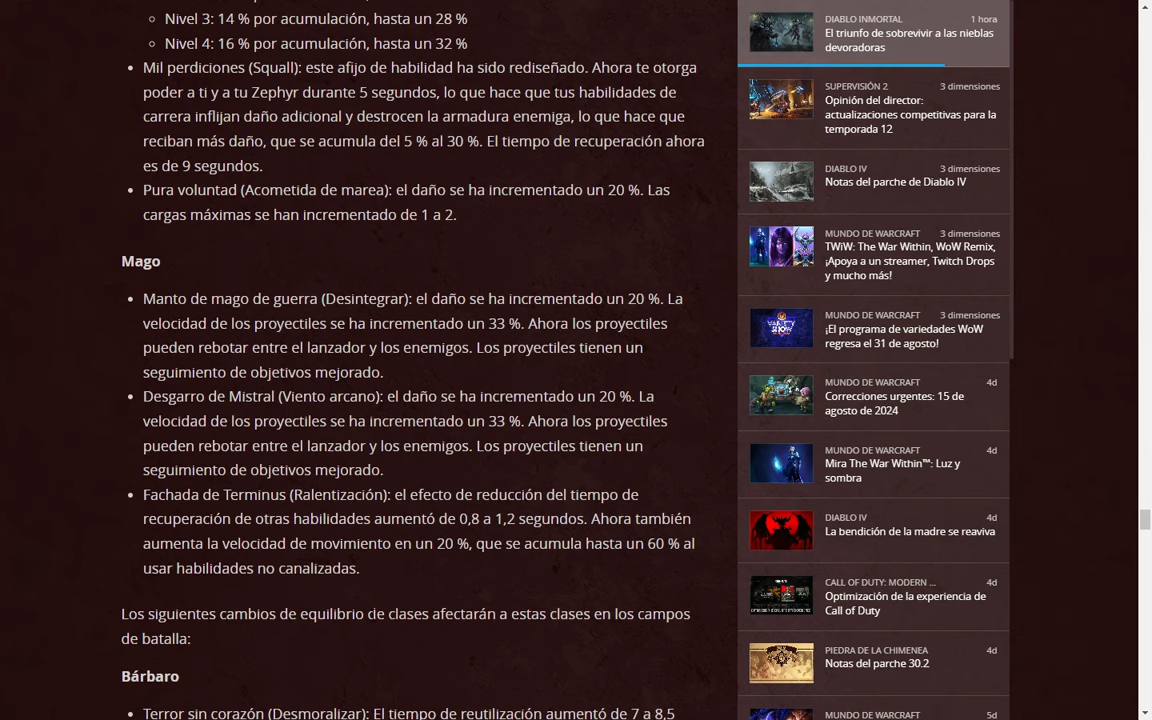 Nivel 3: 14 % por acumulación, hasta un 28 %
Nivel 4: 16 % por acumulación, hasta un 32 %
Mil perdiciones (Squall): este afijo de habilidad ha sido rediseñado. Ahora te otorga
poder a ti y a tu Zephyr durante 5 segundos, lo que hace que tus habilidades de
carrera inflijan daño adicional y destrocen la armadura enemiga, lo que hace que
reciban más daño, que se acumula del 5 % al 30 %. El tiempo de recuperación ahora
es de 9 segundos.
Pura voluntad (Acometida de marea): el daño se ha incrementado un 20 %. Las
cargas máximas se han incrementado de 1 a 2.
Mago
Manto de mago de guerra (Desintegrar): el daño se ha incrementado un 20 %. La
velocidad de los proyectiles se ha incrementado un 33 %. Ahora los proyectiles
pueden rebotar entre el lanzador y los enemigos. Los proyectiles tienen un
seguimiento de objetivos mejorado.
Desgarro de Mistral (Viento arcano): el daño se ha incrementado un 20 %. La
velocidad de los proyectiles se ha incrementado un 33 %. Ahora los proyectiles
pueden rebotar entre el lanzador y los enemigos. Los proyectiles tienen un
seguimiento de objetivos mejorado.
Fachada de Terminus (Ralentización): el efecto de reducción del tiempo de
recuperación de otras habilidades aumentó de 0,8 a 1,2 segundos. Ahora también
aumenta la velocidad de movimiento en un 20 %, que se acumula hasta un 60 % al
usar habilidades no canalizadas.
Los siguientes cambios de equilibrio de clases afectarán a estas clases en los campos
de batalla:
Bárbaro
Terror sin corazón (Desmoralizar): El tiempo de reutilización aumentó de 7 a 8,5
DIABLO INMORTAL 1 hora
El triunfo de sobrevivir a las nieblas
devoradoras
SUPERVISIÓN 2 3 dimensiones
Opinión del director:
actualizaciones competitivas para la
temporada 12
DIABLO IV 3 dimensiones
Notas del parche de Diablo IV
MUNDO DE WARCRAFT 3 dimensiones
TWiW: The War Within, WoW Remix,
¡Apoya a un streamer, Twitch Drops
y mucho más!
MUNDO DE WARCRAFT 3 dimensiones
¡El programa de variedades WoW
regresa el 31 de agosto!
MUNDO DE WARCRAFT 4d
Correcciones urgentes: 15 de
agosto de 2024
MUNDO DE WARCRAFT 4d
Mira The War Within™: Luz y
sombra
DIABLO IV 4d
La bendición de la madre se reaviva
CALL OF DUTY: MODERN ... 4d
Optimización de la experiencia de
Call of Duty
PIEDRA DE LA CHIMENEA 4d
Notas del parche 30.2
MUNDO DE WARCRAFT 5d